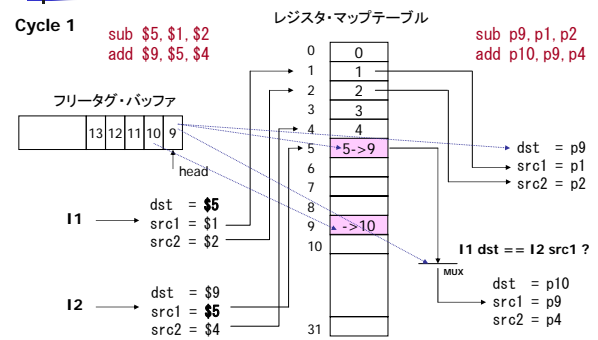 Cycle 1
sub $5, $1, $2
add $9, $5, $4
レジスタ・マップテーブル
sub p9, p1, p2
add p10, p9, p4
フリータグ・バッファ
13 12 11 10 9
head
0 0
1 1
2 2
3 3
4 4
5 5->9
6
7
8
9 ->10
10
31
I1
dst = $5
src1 = $1
src2 = $2
I2
dst = $9
src1 = $5
src2 = $4
dst = p9
src1 = p1
src2 = p2
I1 dst == I2 src1 ?
MUX
dst = p10
src1 = p9
src2 = p4